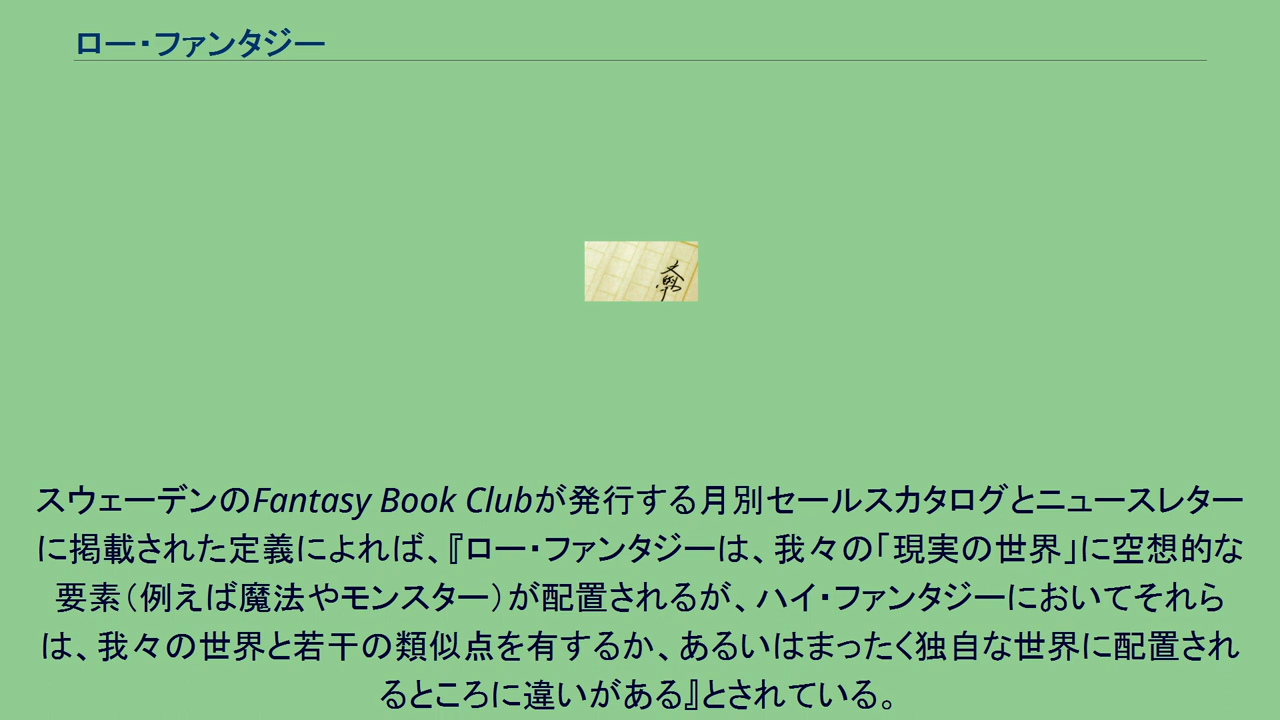 ロー・ファンタジー
スウェーデンのFantasy Book Clubが発行する月別セールスカタログとニュースレター
に掲載された定義によれば、『ロー・ファンタジーは、我々の「現実の世界」に空想的な
要素（例えば魔法やモンスター）が配置されるが、ハイ・ファンタジーにおいてそれら
は、我々の世界と若干の類似点を有するか、あるいはまったく独自な世界に配置され
るところに違いがある』とされている。